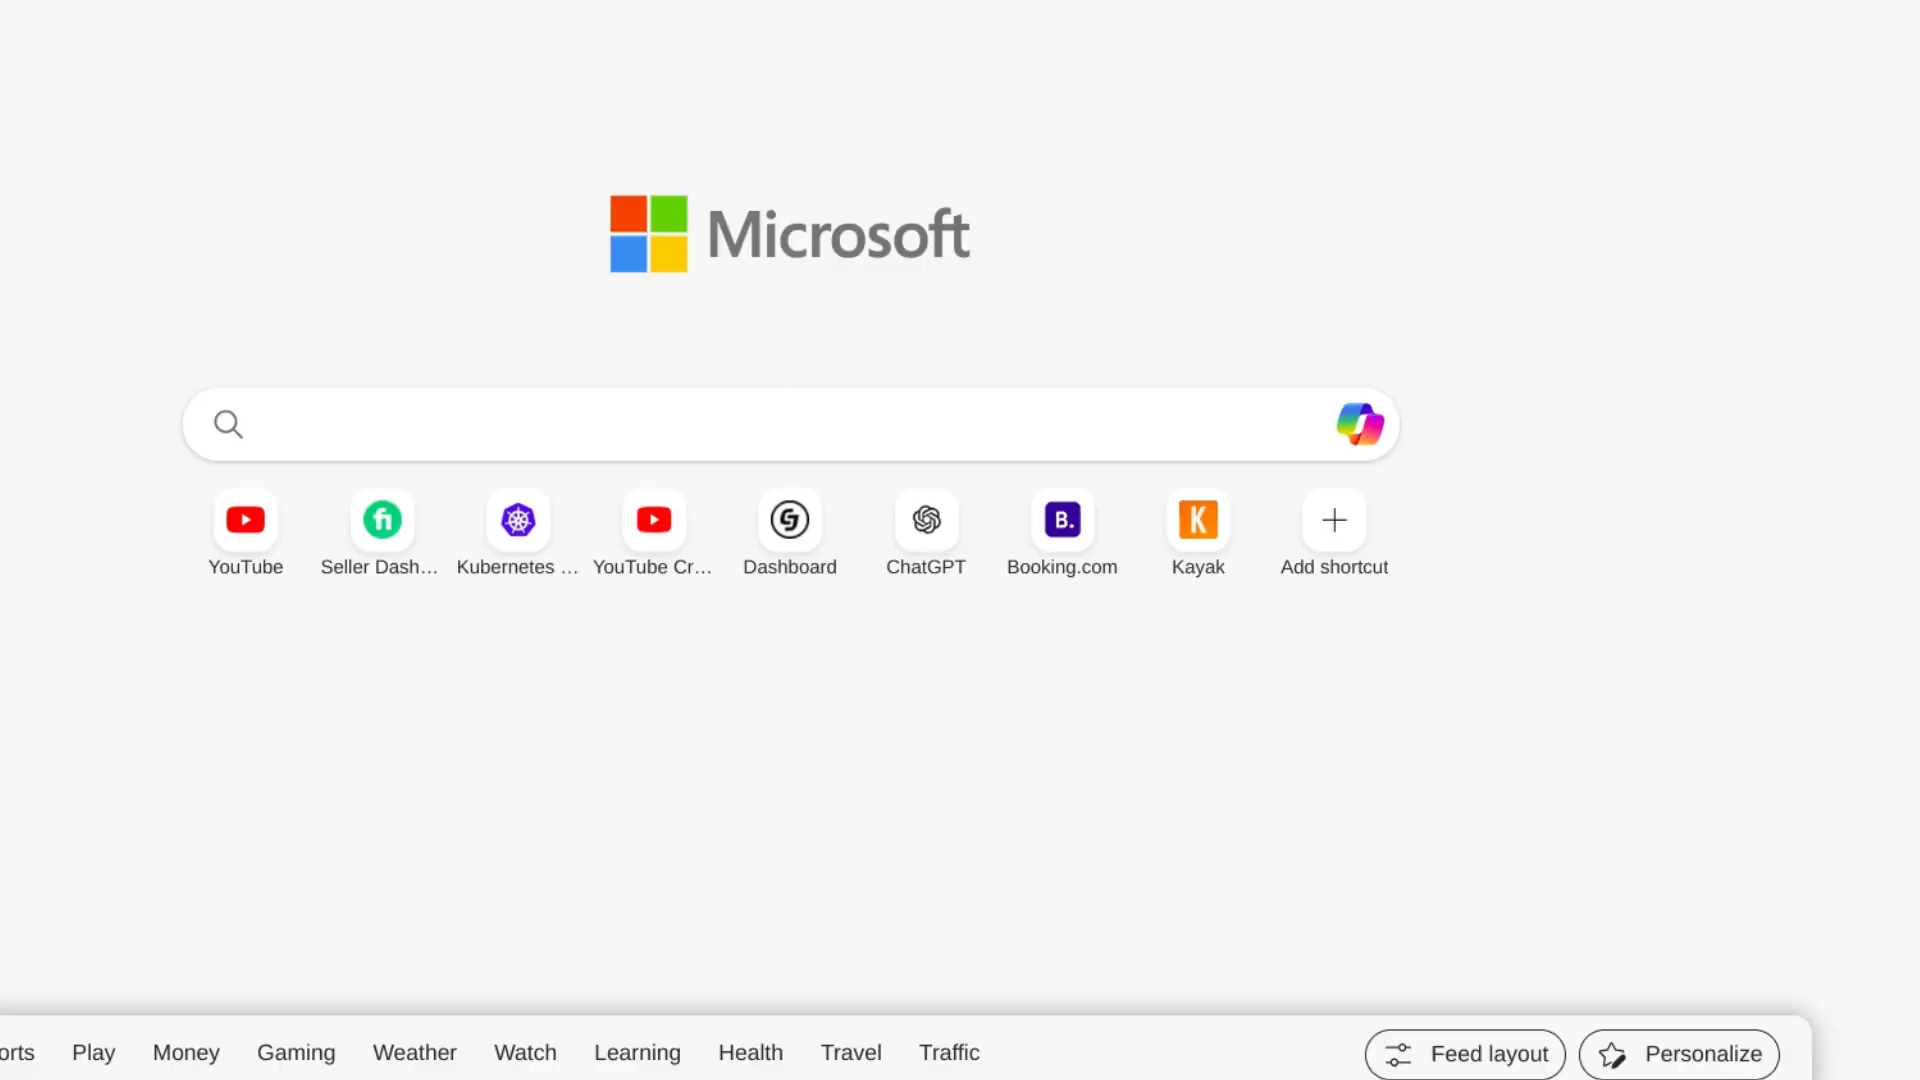 Microsoft
YouTube Seller Dash... Kubernetes ... YouTube Cr... Dashboard ChatGPT Booking.com Kayak Add shortcut
orts Play Money Gaming Weather Watch Learning Health Travel Traffic Feed layout Personalize